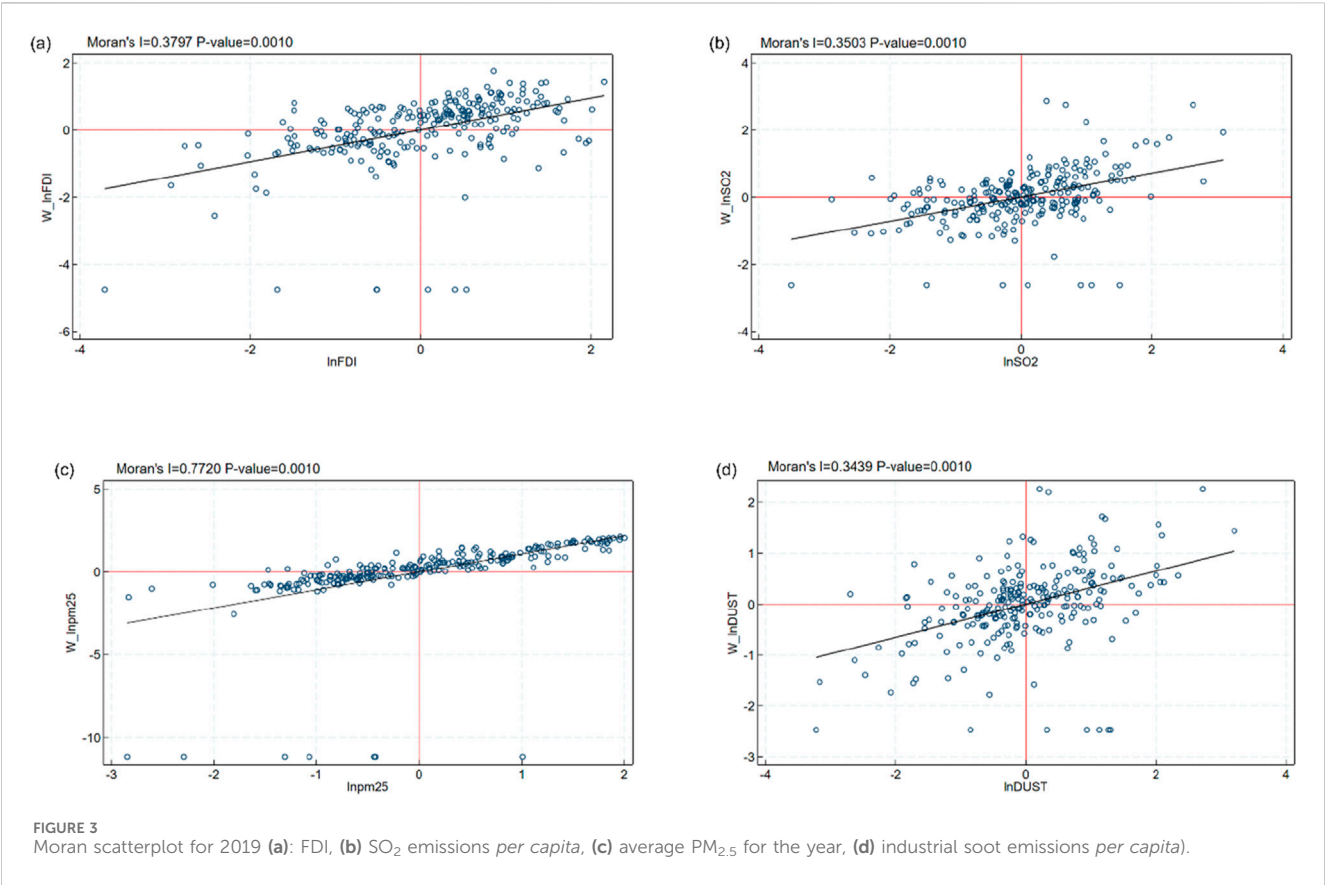 (a)
Moran's I=0.3797 P-value=0.0010
2
0
-2
-4
-6
W_lnFDI
-4
-2
0
2
lnFDI
(b)
Moran's I=0.3503 P-value=0.0010
4
2
0
-2
-4
W_lnSO2
-4
-2
0
2
4
lnSO2
(c)
Moran's I=0.7720 P-value=0.0010
5
0
-5
-10
W_lnpm25
-3
-2
-1
0
1
2
lnpm25
(d)
Moran's I=0.3439 P-value=0.0010
2
1
0
-1
-2
-3
W_lnDUST
-4
-2
0
2
4
lnDUST
FIGURE 3
Moran scatterplot for 2019 (a): FDI, (b) SO₂ emissions per capita, (c) average PM₂.₅ for the year, (d) industrial soot emissions per capita).